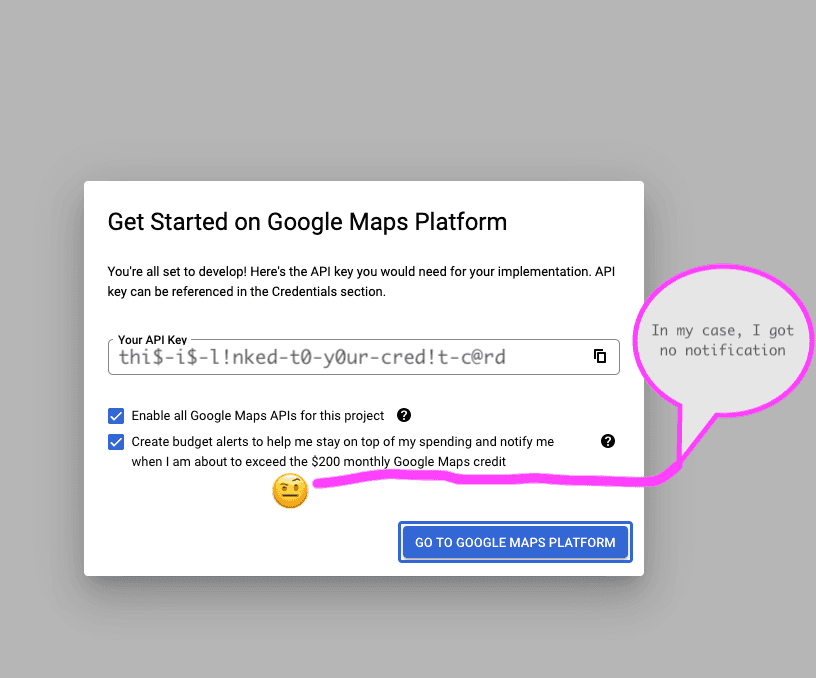 Get Started on Google Maps Platform
You're all set to develop! Here's the API key you would need for your implementation. API
key can be referenced in the Credentials section.
Your API Key
thi$-i$-l!nked-t0-y0ur-cred!t-c@rd
Enable all Google Maps APIs for this project ?
Create budget alerts to help me stay on top of my spending and notify me ?
when I am about to exceed the $200 monthly Google Maps credit
GO TO GOOGLE MAPS PLATFORM
In my case, I got
no notification